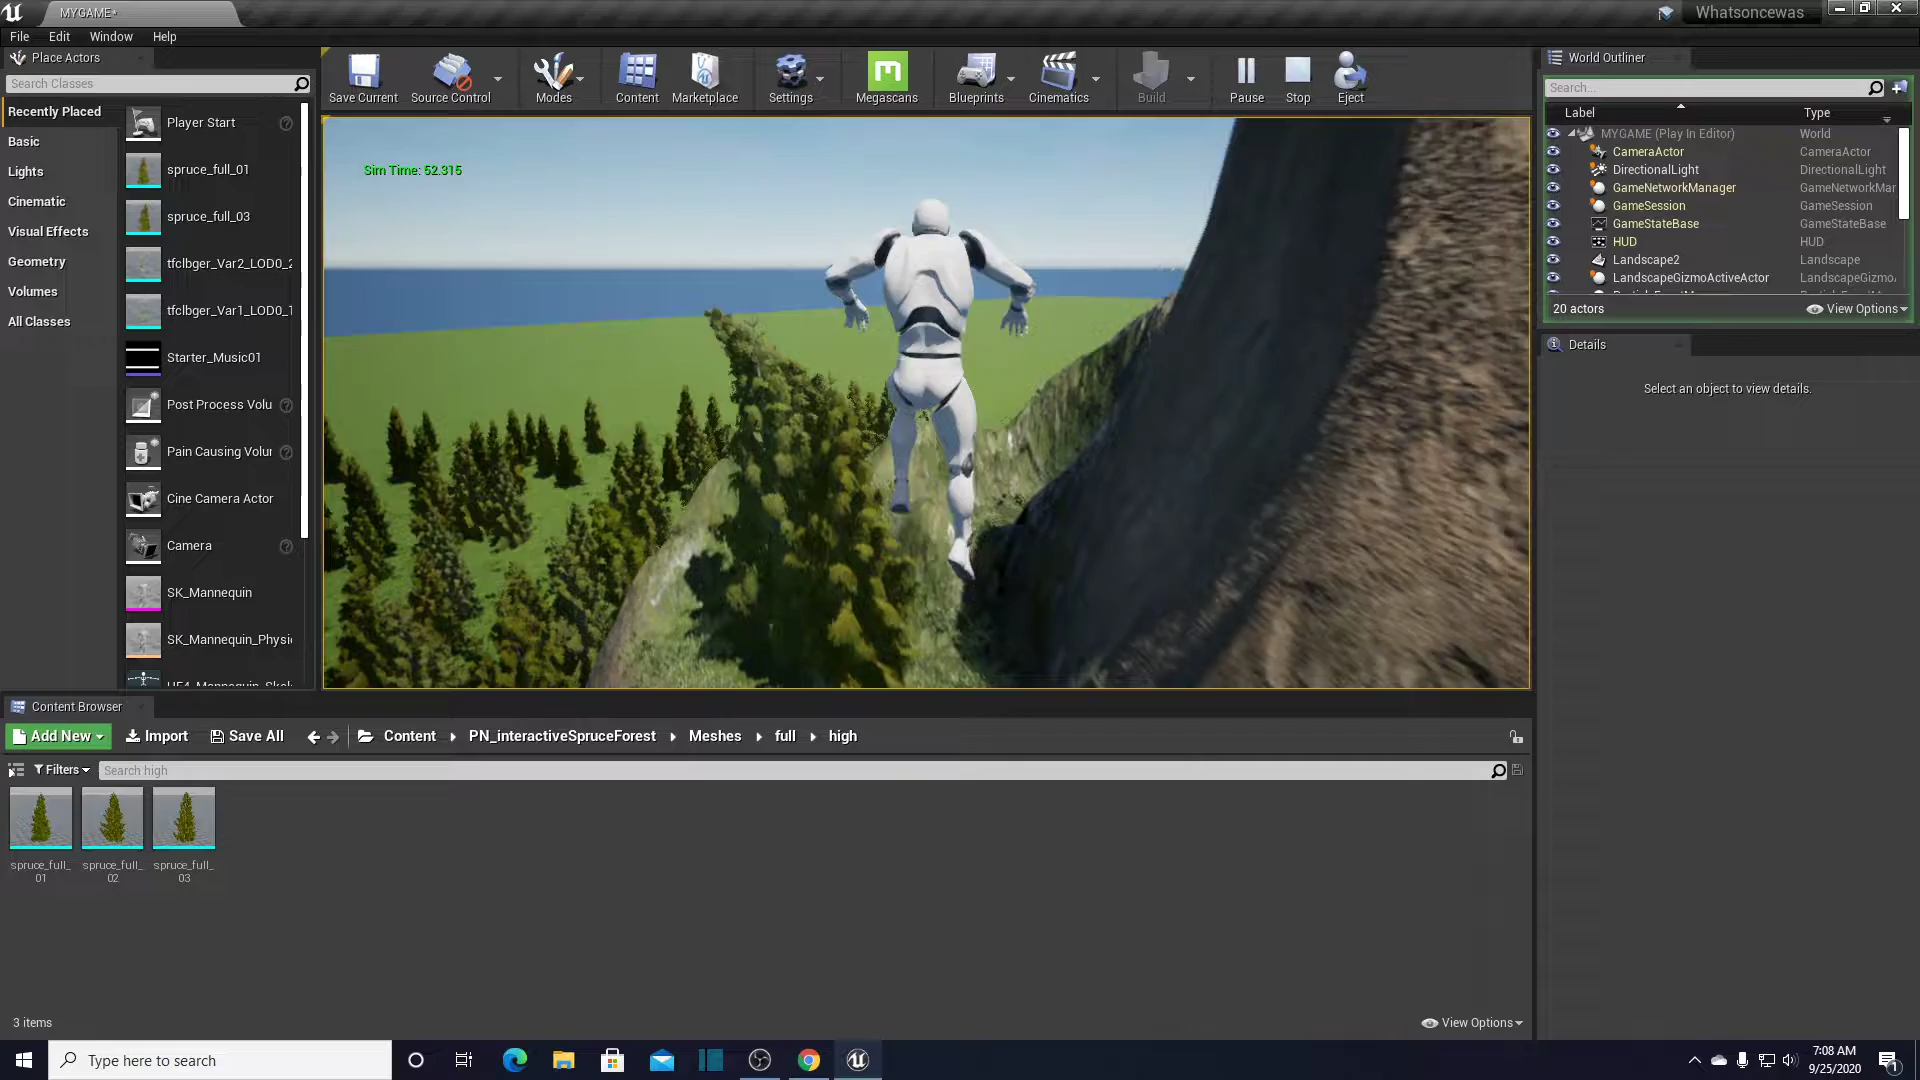 MYGAME*
Whatsoncewas
File Edit Window Help
Place Actors
Search Classes
Recently Placed
Basic
Lights
Cinematic
Visual Effects
Geometry
Volumes
All Classes
Player Start
spruce_full_01
spruce_full_03
tfclbger_Var2_LOD0_2
tfclbger_Var1_LOD0_1
Starter_Music01
Post Process Volu
Pain Causing Volur
Cine Camera Actor
Camera
SK_Mannequin
SK_Mannequin_Physi
Save Current Source Control Modes Content Marketplace Settings Megascans Blueprints Cinematics Build Pause Stop Eject
Sim Time: 52.315
World Outliner
Search...
Label Type
MYGAME (Play In Editor) World
CameraActor CameraActor
DirectionalLight DirectionalLight
GameNetworkManager GameNetworkMar
GameSession GameSession
GameStateBase GameStateBase
HUD HUD
Landscape2 Landscape
LandscapeGizmoActiveActor LandscapeGizmo
20 actors View Options
Details
Select an object to view details.
Content Browser
Add New Import Save All Content PN_interactiveSpruceForest Meshes full high
Filters Search high
spruce_full_
01
spruce_full_
02
spruce_full_
03
3 items View Options
Type here to search
7:08 AM
9/25/2020
1